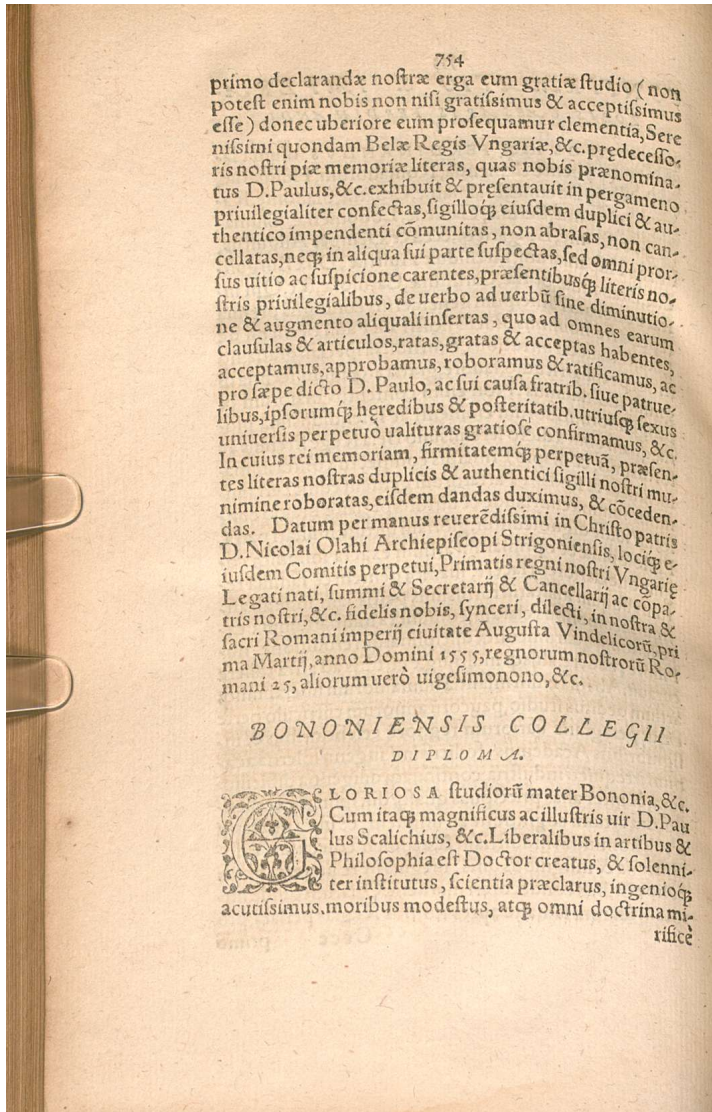 754
primo declarandæ nostræ erga eum gratiæ studio (non
potest enim nobis non nisi gratissimus & acceptissimus
esse) donec uberiore eum prosequamur clementia, Sere
nissimi quondam Belæ Regis Vngariæ, &c. prędecesso-
ris nostri piæ memoriæ literas, quas nobis prænomina-
tus D. Paulus, &c. exhibuit & pręsentauit in pergameno
priuilegialiter confectas, sigilloq́; eiusdem duplici & au-
thentico impendenti cõmunitas, non abrasas, non can-
cellatas, neq; in aliqua sui parte suspectas, sed omni pror-
sus uitio ac suspicione carentes, præsentibusq́; literis no-
stris priuilegialibus, de uerbo ad uerbũ sine diminutio-
ne & augmento aliquali insertas, quo ad omnes earum
clausulas & articulos, ratas, gratas & acceptas habentes,
acceptamus, approbamus, roboramus & ratificamus, ac
pro sæpe dicto D. Paulo, ac sui causa fratrib. siue patrue-
libus, ipsorumq́; hęredibus & posteritatib. utriusq; sexus
uniuersis perpetuò ualituras gratiosè confirmamus, &c.
In cuius rei memoriam, firmitatemq́; perpetuã, præsen-
tes literas nostras duplicis & authentici sigilli nostri mu-
nimine roboratas, eisdem dandas duximus, & cõceden-
das. Datum per manus reuerẽdissimi in Christo patris
D. Nicolai Olahi Archiepiscopi Strigoniensis, lociq́; e-
iusdem Comitis perpetui, Primatis regni nostri Vngarię
Legati nati, summi & Secretarij & Cancellarij ac cõpa-
tris nostri, &c. fidelis nobis, synceri, dilecti, in nostra &
sacri Romani imperij ciuitate Augusta Vindelicorũ, pri
ma Martij, anno Domini 1555, regnorum nostrorũ Ro-
mani 25, aliorum uerò uigesimonono, &c.
BONONIENSIS COLLEGII
DIPLOMA.
GLORIOSA studiorũ mater Bononia, &c.
Cum itaq; magnificus ac illustris uir D. Pau
lus Scalichius, &c. Liberalibus in artibus &
Philosophia est Doctor creatus, & solenni-
ter institutus, scientia præclarus, ingenioq́;
acutissimus, moribus modestus, atq; omni doctrina mi-
rificè